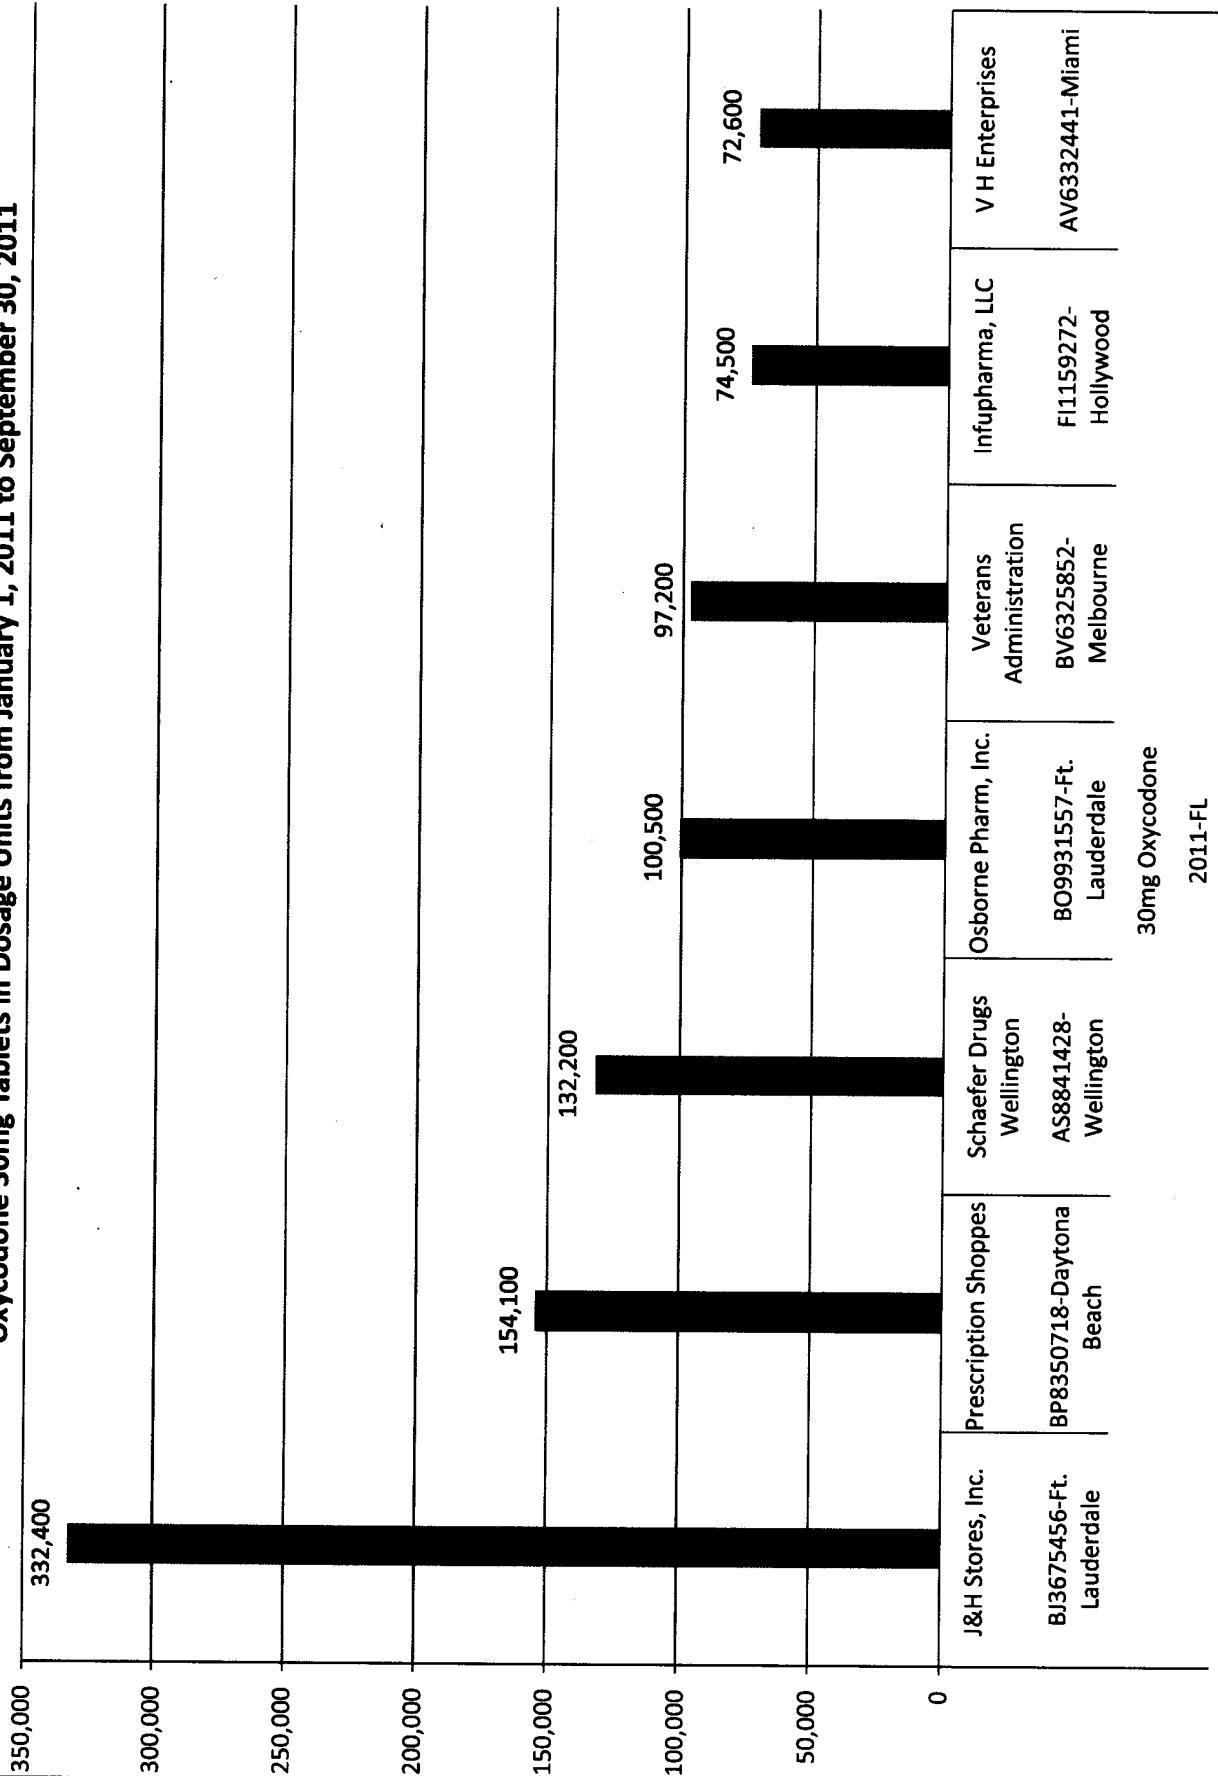 Oxycodone 30mg Tablets in Dosage Units from January 1, 2011 to September 30, 2011
350,000
300,000
250,000
200,000
150,000
100,000
50,000
0
332,400
154,100
132,200
100,500
97,200
74,500
72,600
J&H Stores, Inc.
BJ3675456-Ft.
Lauderdale
Prescription Shoppes
BP8350718-Daytona
Beach
Schaefer Drugs
Wellington
AS8841428-
Wellington
Osborne Pharm, Inc.
BO9931557-Ft.
Lauderdale
Veterans
Administration
BV6325852-
Melbourne
Infupharma, LLC
FI1159272-
Hollywood
V H Enterprises
AV6332441-Miami
30mg Oxycodone
2011-FL